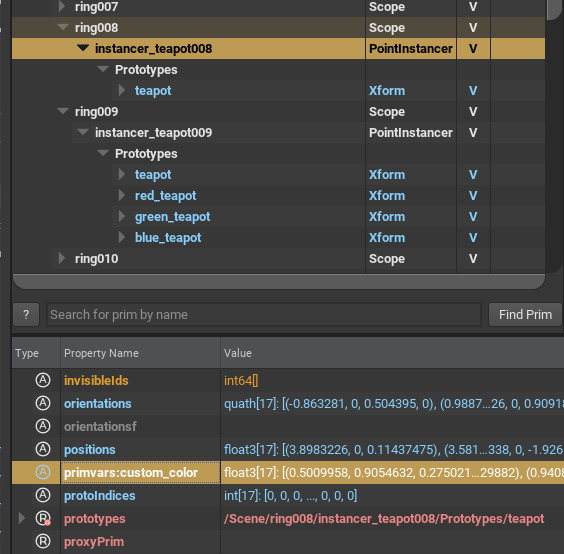 ring007 Scope V
ring008 Scope V
instancer_teapot008 PointInstancer V
Prototypes
teapot Xform V
ring009 Scope V
instancer_teapot009 PointInstancer V
Prototypes
teapot Xform V
red_teapot Xform V
green_teapot Xform V
blue_teapot Xform V
ring010 Scope V
? Search for prim by name Find Prim
Type Property Name Value
A invisibleIds int64[]
A orientations quath[17]: [(-0.863281, 0, 0.504395, 0), (0.9887...26, 0, 0.90918
A orientationsf
A positions float3[17]: [(3.8983226, 0, 0.11437475), (3.581...338, 0, -1.926
A primvars:custom_color float3[17]: [(0.5009958, 0.9054632, 0.275021...29882), (0.9408
A protoIndices int[17]: [0, 0, 0, ..., 0, 0, 0]
R prototypes /Scene/ring008/instancer_teapot008/Prototypes/teapot
R proxyPrim